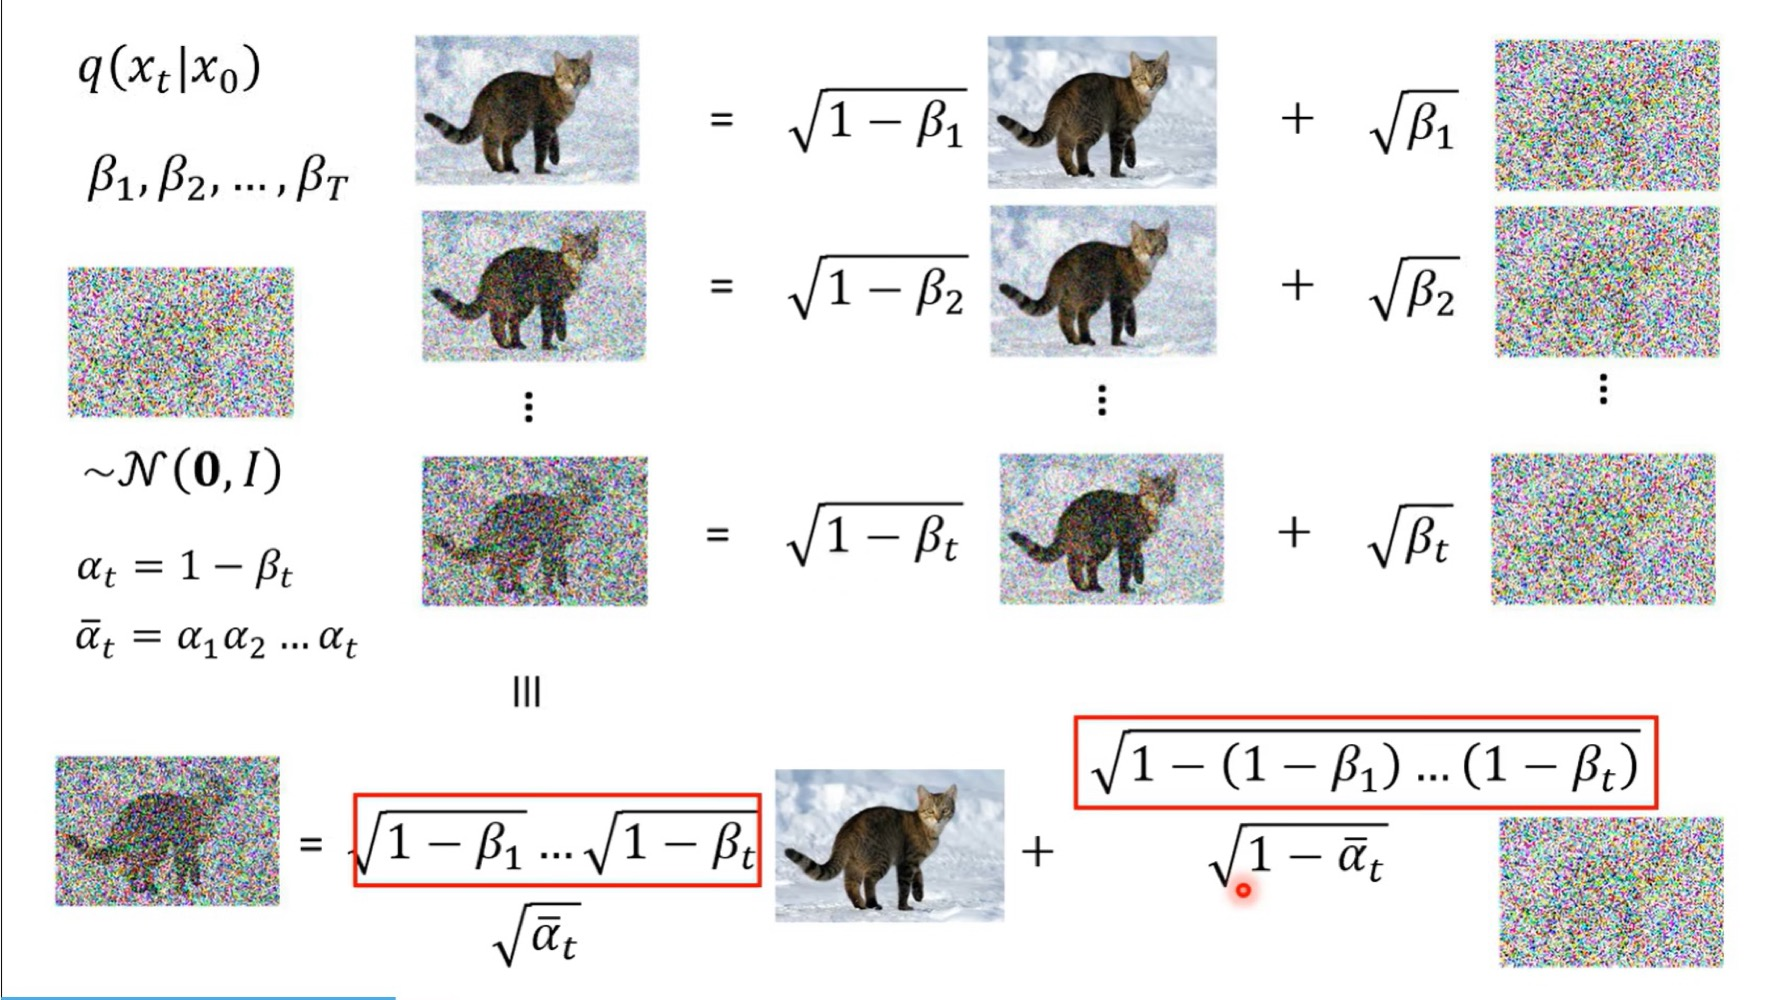 q(x_t|x_0)
β_1, β_2, …, β_T
= √(1 − β_1) + √β_1
= √(1 − β_2) + √β_2
⋮ ⋮ ⋮
~𝒩(𝟎, I)
= √(1 − β_t) + √β_t
α_t = 1 − β_t
ᾱ_t = α_1α_2 … α_t
|||
√(1 − (1 − β_1) … (1 − β_t))
= √(1 − β_1) … √(1 − β_t) + √(1 − ᾱ_t)
√ᾱ_t